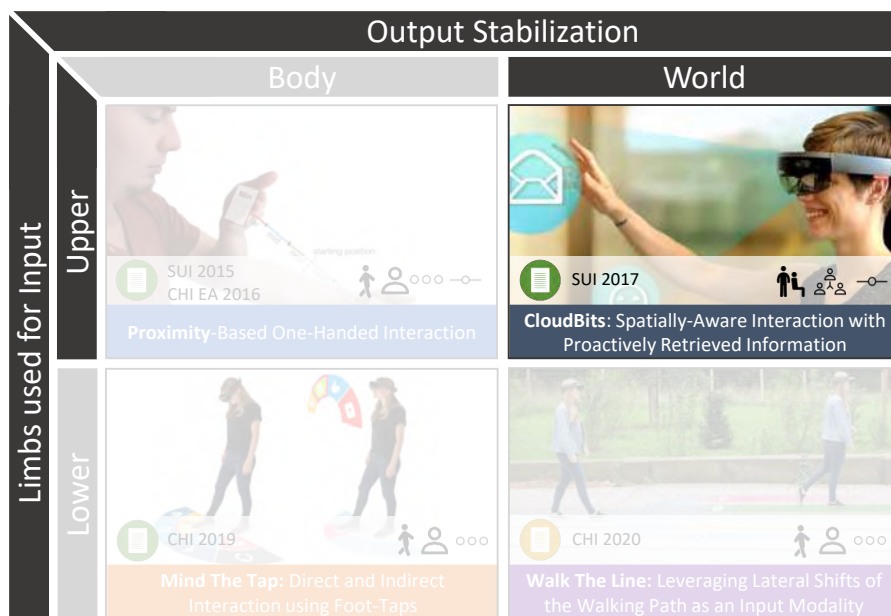 Output Stabilization
Body
World
Limbs used for Input
Upper
starting position
SUI 2015
CHI EA 2016
Proximity-Based One-Handed Interaction
SUI 2017
CloudBits: Spatially-Aware Interaction with
Proactively Retrieved Information
Lower
CHI 2019
Mind The Tap: Direct and Indirect
Interaction using Foot-Taps
CHI 2020
Walk The Line: Leveraging Lateral Shifts of
the Walking Path as an Input Modality